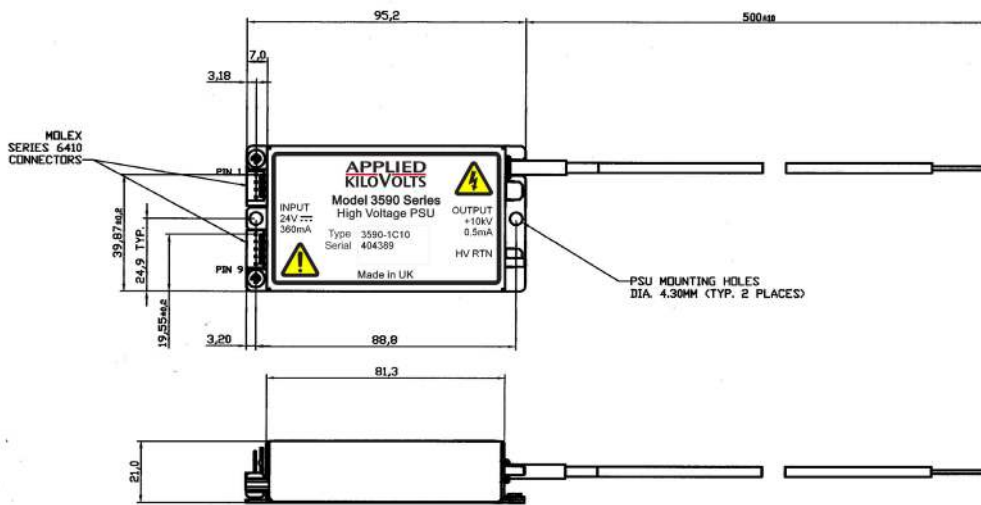 95,2
500±10
7,0
3,18
MOLEX
SERIES 6410
CONNECTORS
PIN 1
APPLIED
KILOVOLTS
Model 3590 Series
High Voltage PSU
INPUT
24V
360mA
OUTPUT
+10kV
0.5mA
Type 3590-1C10
Serial 404389
HV RTN
Made in UK
39,87±0,2
24,9 TYP.
PIN 9
19,55±0,2
PSU MOUNTING HOLES
DIA. 4.30MM (TYP. 2 PLACES)
3,20
88,8
81,3
21,0